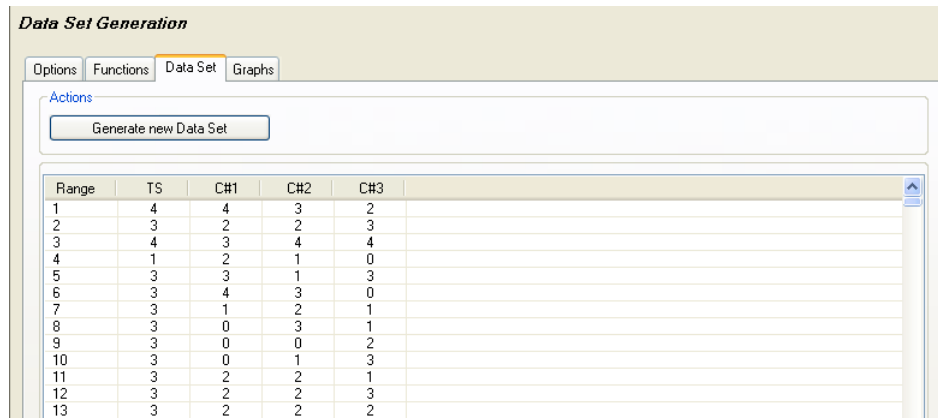 Data Set Generation
Options Functions Data Set Graphs
Actions
Generate new Data Set
Range TS C#1 C#2 C#3
1 4 4 3 2
2 3 2 2 3
3 4 3 4 4
4 1 2 1 0
5 3 3 1 3
6 3 4 3 0
7 3 1 2 1
8 3 0 3 1
9 3 0 0 2
10 3 0 1 3
11 3 2 2 1
12 3 2 2 3
13 3 2 2 2